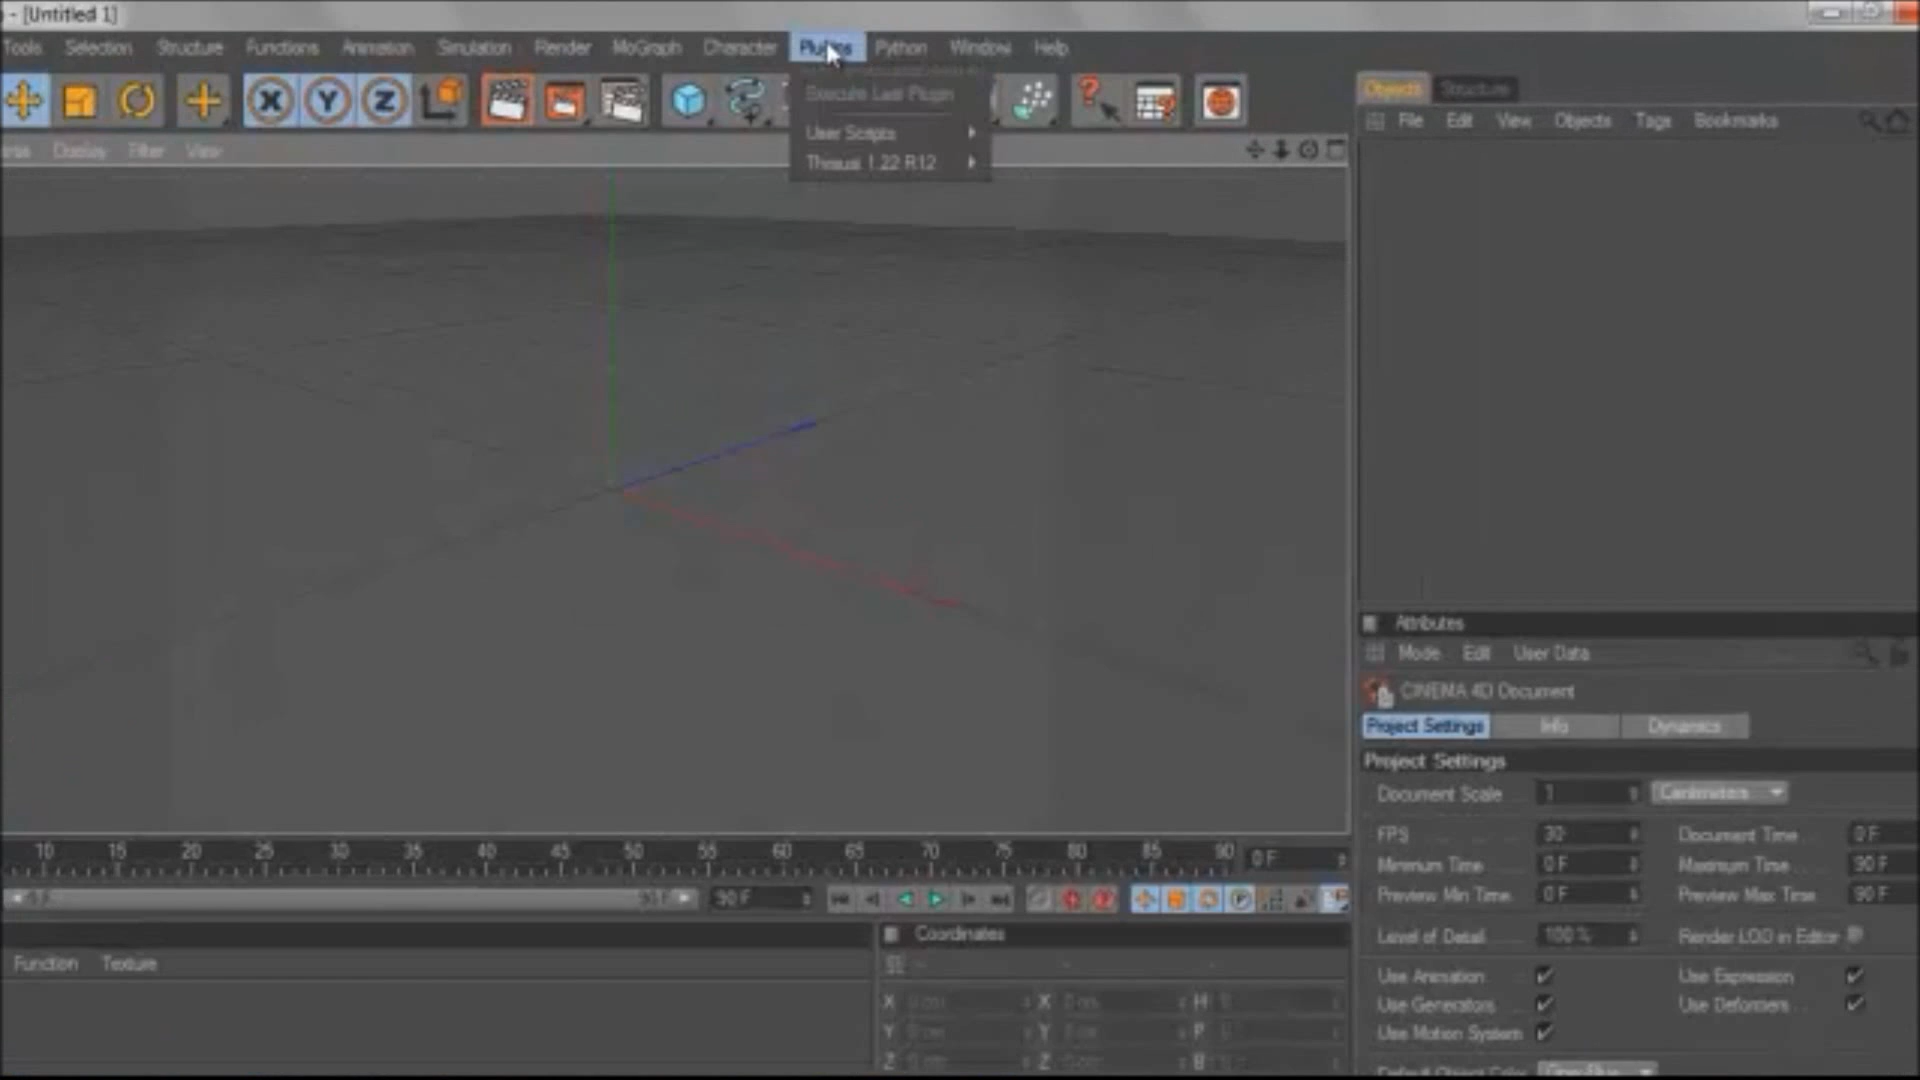 - [Untitled 1]
Tools Selection Structure Functions Animation Simulation Render MoGraph Character Plugins Python Window Help
Execute Last Plugin
User Scripts
1.22 R12
Objects Structure
File Edit View Objects Tags Bookmarks
Display Filter View
Attributes
Mode Edit User Data
CINEMA 4D Document
Project Settings Info Dynamics
Project Settings
Document Scale 1 Centimeters
FPS 30 Document Time 0 F
Minimum Time 0 F Maximum Time 90 F
Preview Min Time 0 F Preview Max Time 90 F
Level of Detail 100 % Render LOD in Editor
Use Animation Use Expression
Use Generators Use Deformers
Use Motion System
Default Object Color
10 15 20 25 30 35 40 45 50 55 60 65 70 75 80 85 90 0 F
90 F
Coordinates
Function Texture
X X H
Y Y P
Z Z B